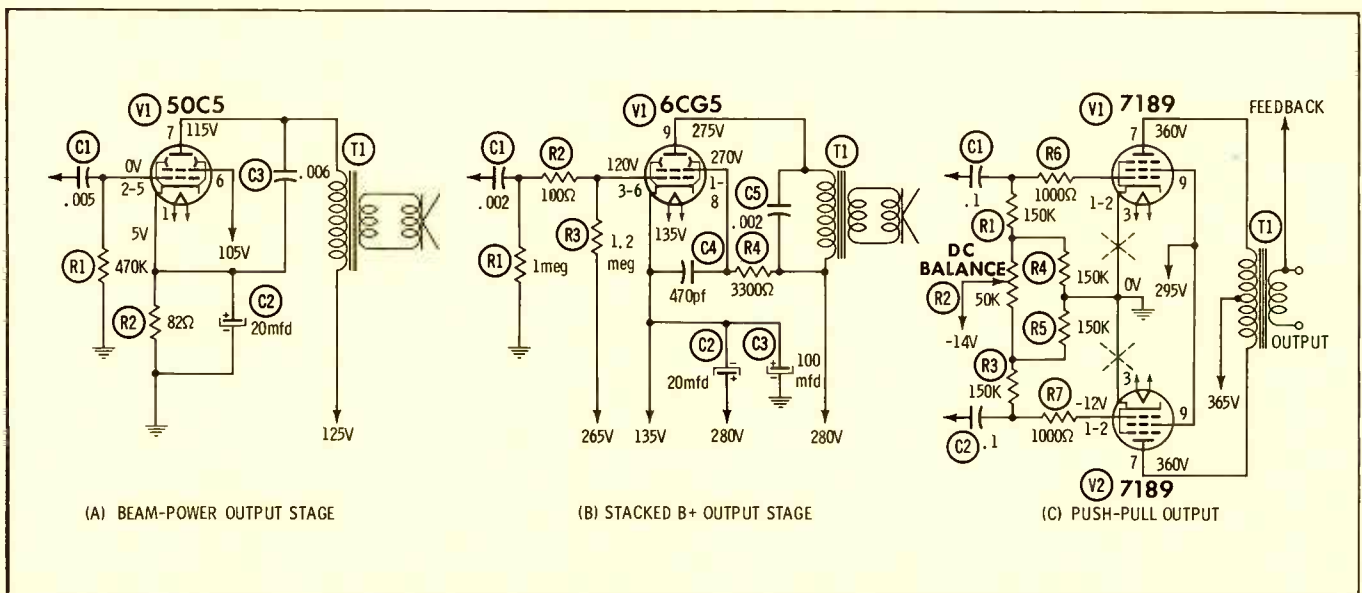 V1 50C5
7 115V
C1
0V
2-5
6
.005
C3 .006
T1
5V
1
105V
R1 470K
R2 82Ω
C2
20mfd
125V
(A) BEAM-POWER OUTPUT STAGE
V1 6CG5
9 275V
C1 R2
120V
270V
3-6
1-
8
.002 100Ω
C5
.002
T1
R3
1.2
meg
135V
C4 R4
470pf 3300Ω
R1 1meg
C2
20mfd
C3
100
mfd
265V 135V 280V 280V
(B) STACKED B+ OUTPUT STAGE
V1 7189
FEEDBACK
7 360V
C1 R6
.1 1000Ω
9
1-2
3
150K
R1
T1
DC
BALANCE
R2
50K
R4
150K
0V
295V
R5 150K
-14V
OUTPUT
R3
150K
3
R7
1000Ω
-12V
1-2
9
365V
C2 .1
7 360V
V2 7189
(C) PUSH-PULL OUTPUT